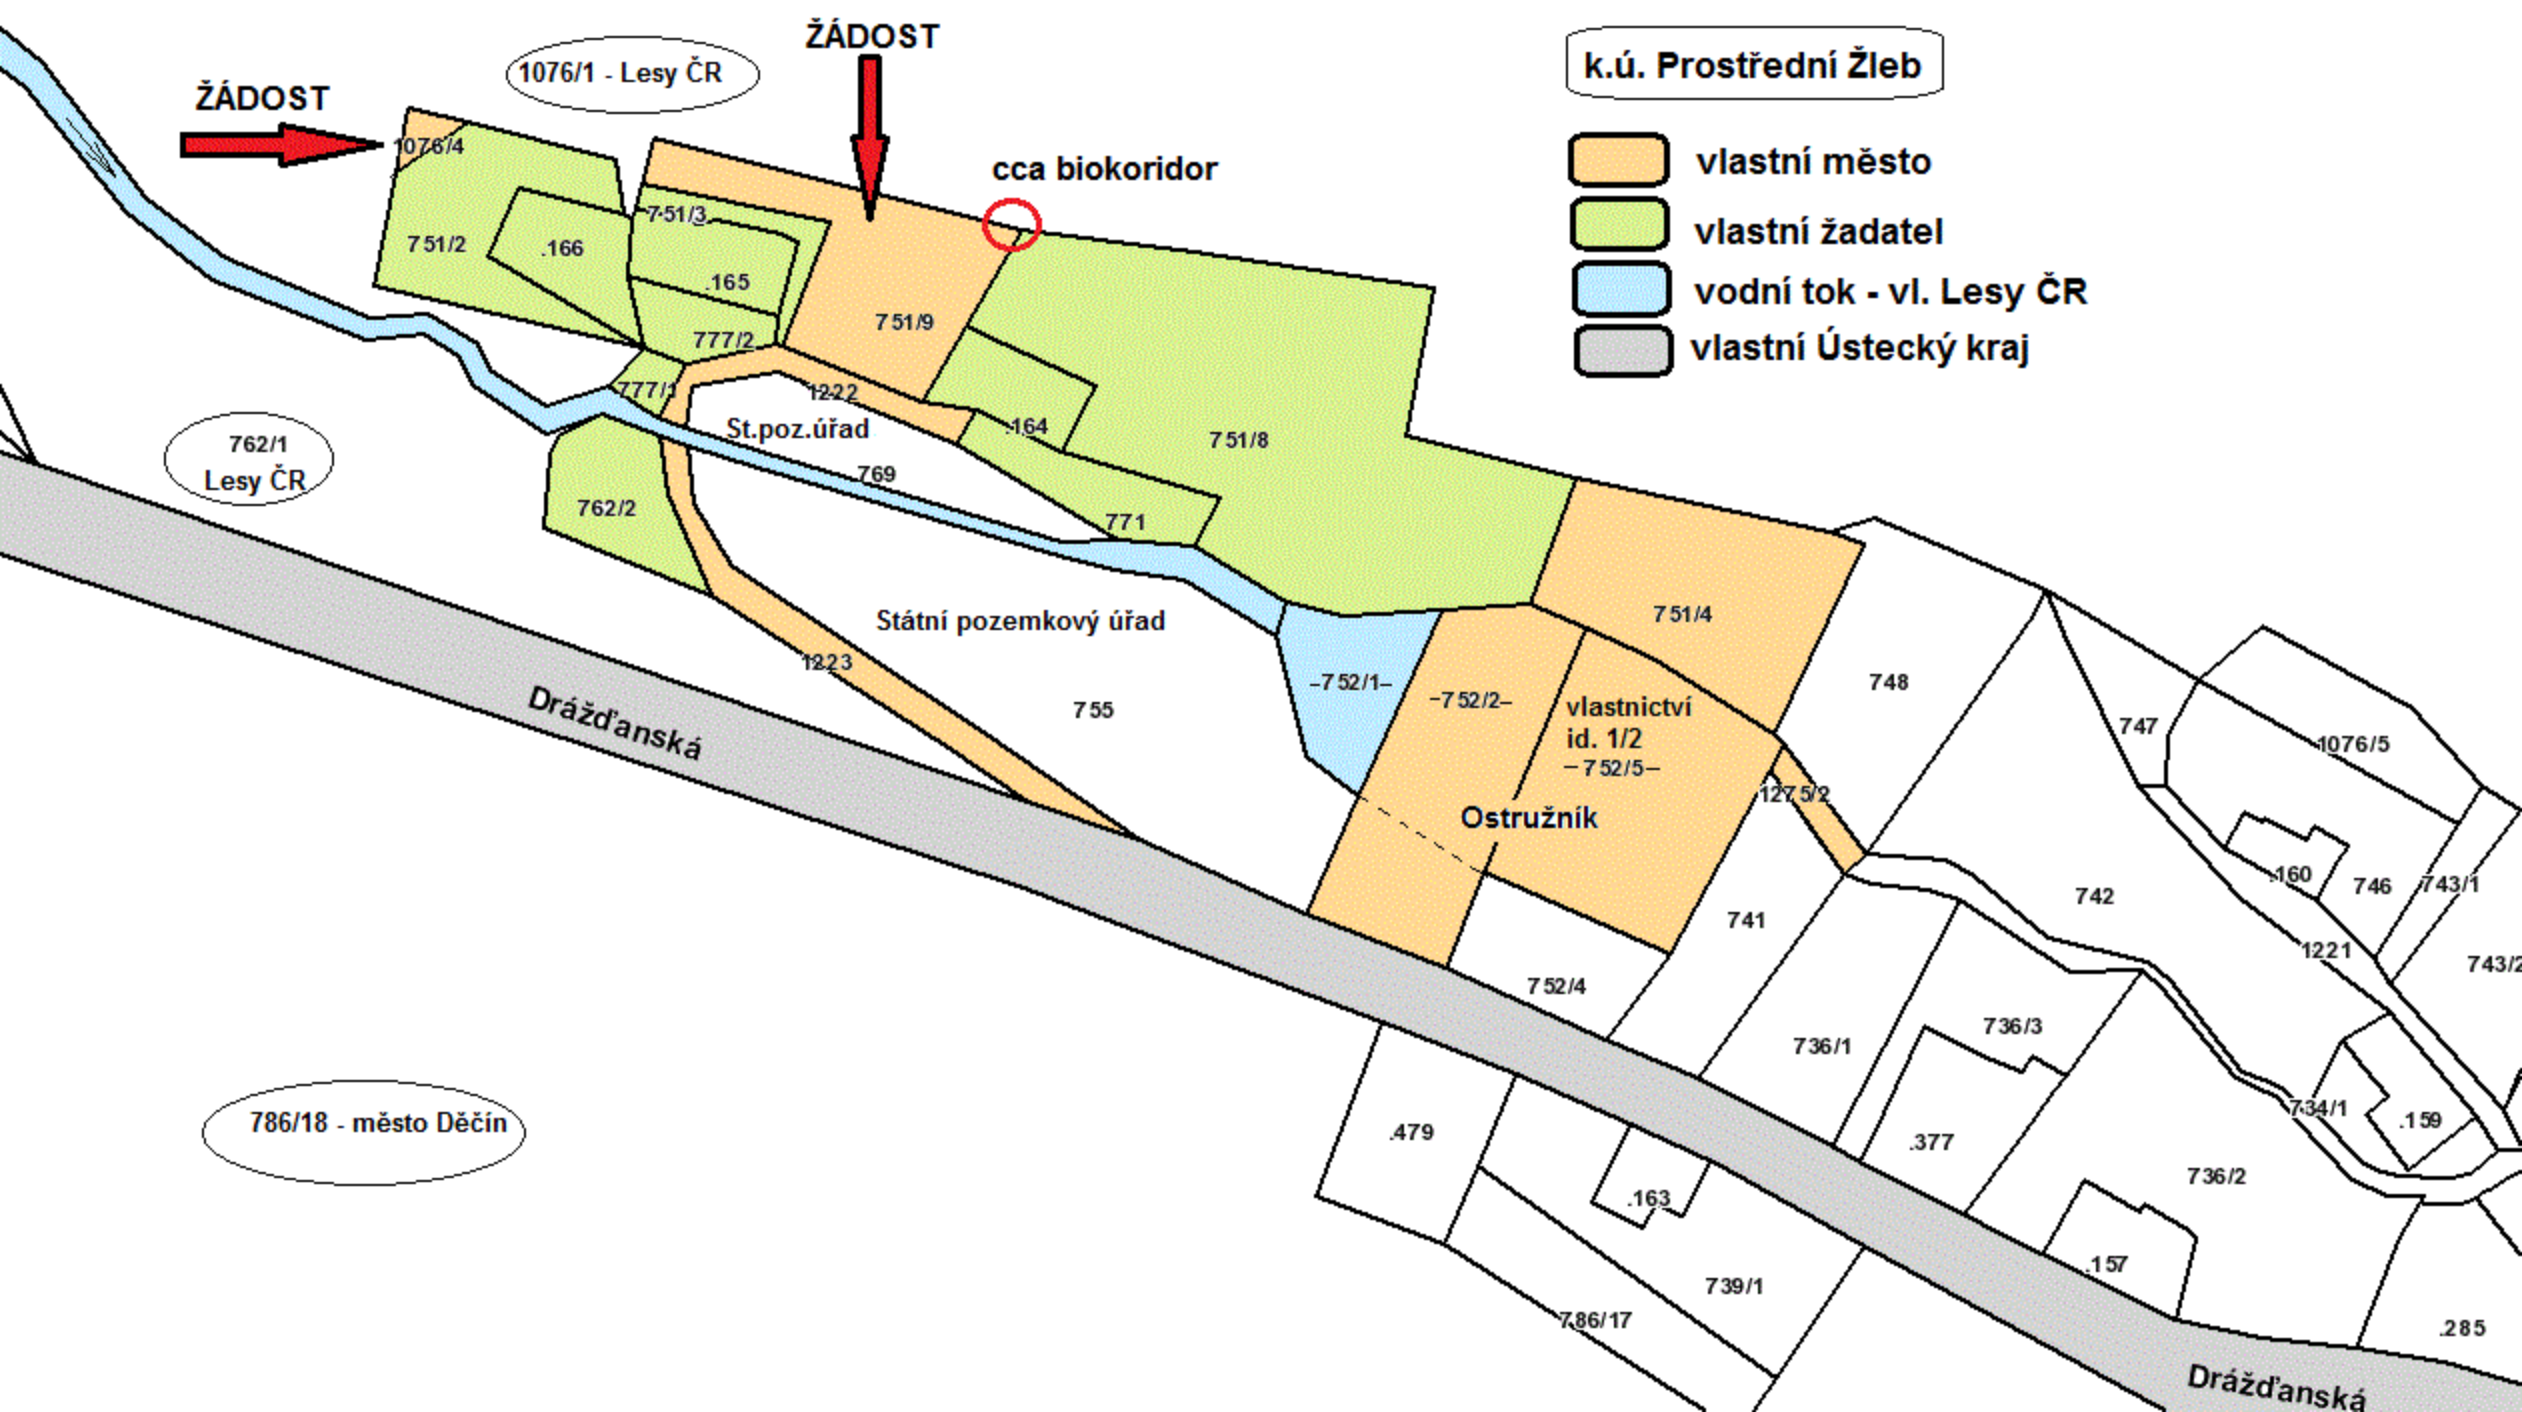 ŽÁDOST
k.ú. Prostřední Žleb
1076/1 - Lesy ČR
ŽÁDOST
1076/4
vlastní město
cca biokoridor
751/3
vlastní žadatel
751/2
.166
.165
vodní tok - vl. Lesy ČR
751/9
777/2
vlastní Ústecký kraj
777/1
1222
St.poz.úřad
.164
751/8
762/1
Lesy ČR
769
762/2
771
Státní pozemkový úřad
751/4
1223
755
–752/1–
–752/2–
748
vlastnictví
id. 1/2
–752/5–
Drážďanská
747
1076/5
1275/2
Ostružník
.160
746
743/1
742
741
1221
743/2
752/4
736/3
736/1
786/18 - město Děčín
734/1
.159
.479
.377
736/2
.163
.157
739/1
786/17
.285
Drážďanská